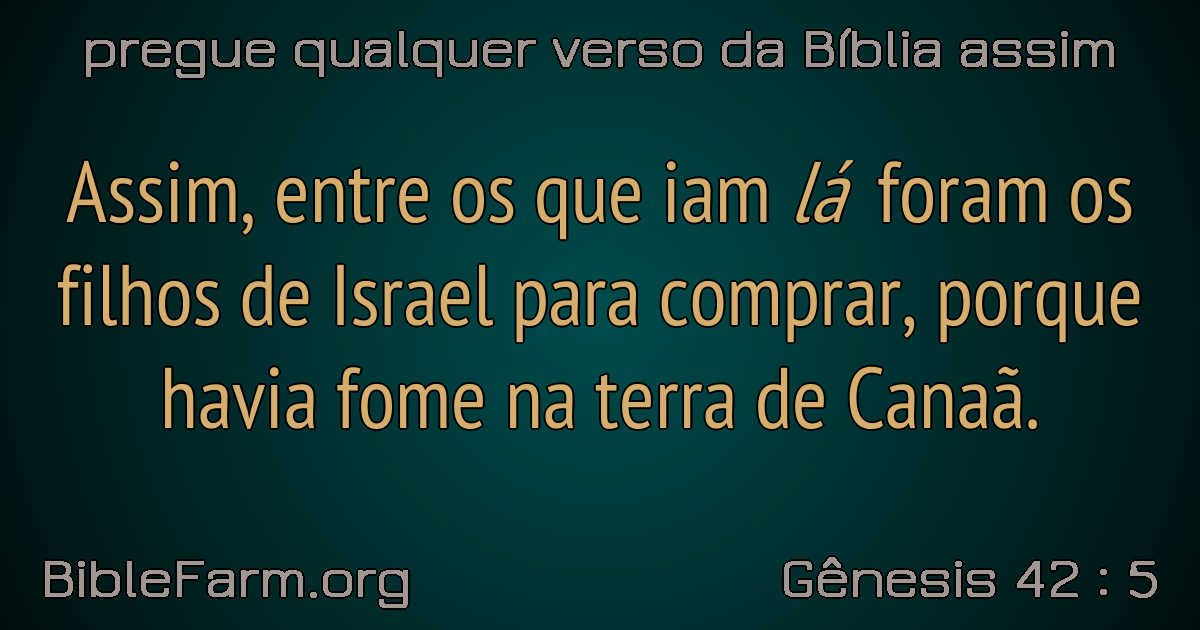 pregue qualquer verso da Bíblia assim
Assim, entre os que iam lá foram os
filhos de Israel para comprar, porque
havia fome na terra de Canaã.
BibleFarm.org
Gênesis 42 : 5